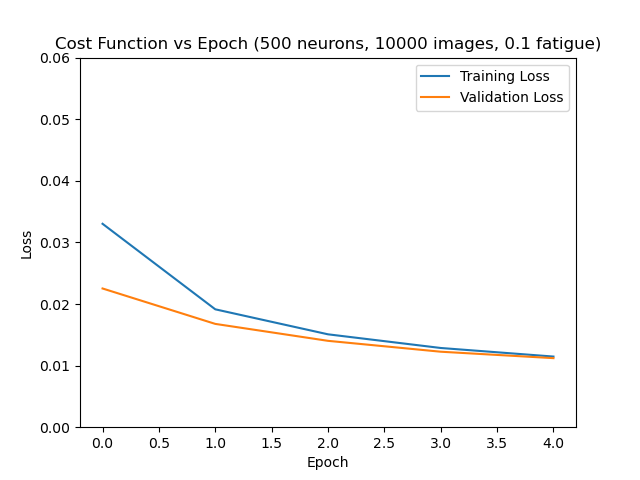 Cost Function vs Epoch (500 neurons, 10000 images, 0.1 fatigue)
0.06
Training Loss
Validation Loss
0.05
0.04
0.03
0.02
0.01
0.00
Loss
0.0 0.5 1.0 1.5 2.0 2.5 3.0 3.5 4.0
Epoch